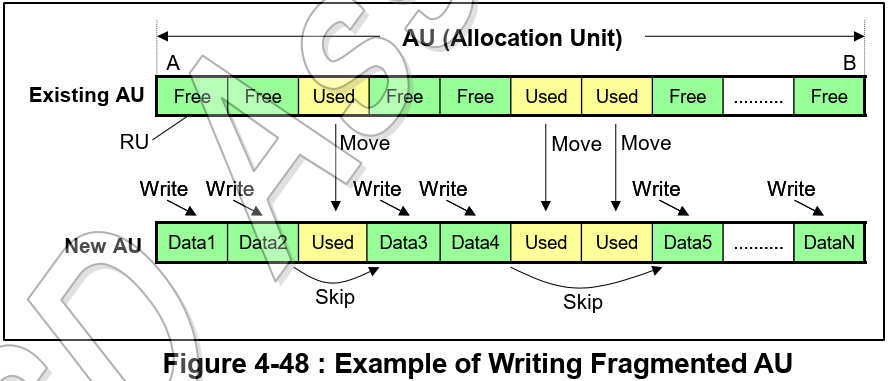 AU (Allocation Unit)
A B
Existing AU Free Free Used Free Free Used Used Free .......... Free
RU Move Move Move
Write Write Write Write Write Write
New AU Data1 Data2 Used Data3 Data4 Used Used Data5 .......... DataN
Skip Skip
Figure 4-48 : Example of Writing Fragmented AU